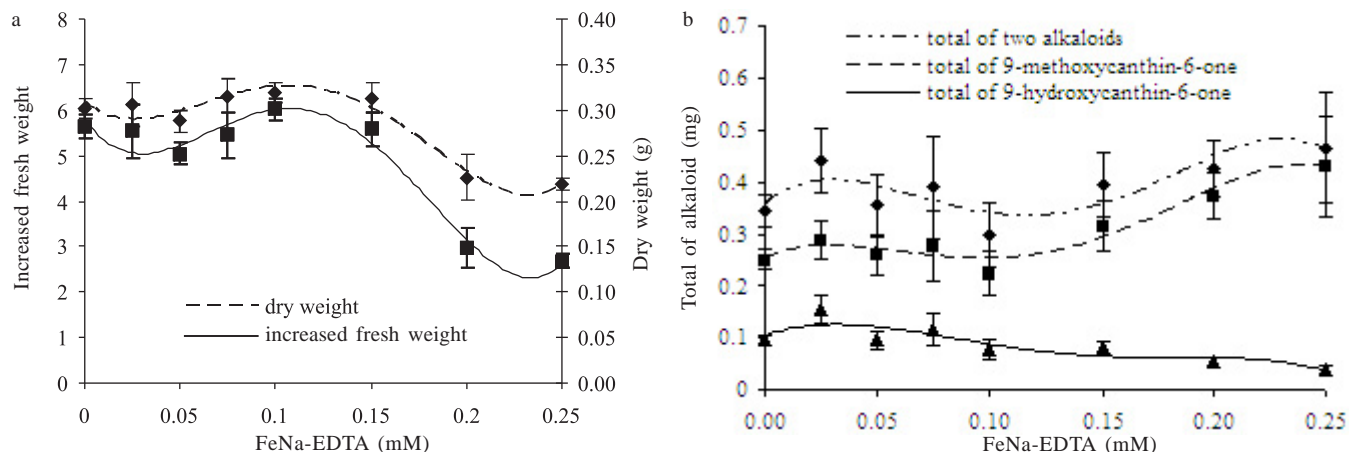 a
Increased fresh weight
8
7
6
5
4
3
2
1
0
0.40
0.35
0.30
0.25
0.20
0.15
0.10
0.05
0.00
Dry weight (g)
dry weight
increased fresh weight
0 0.05 0.1 0.15 0.2 0.25
FeNa-EDTA (mM)
b
Total of alkaloid (mg)
0.7
0.6
0.5
0.4
0.3
0.2
0.1
0
total of two alkaloids
total of 9-methoxycanthin-6-one
total of 9-hydroxycanthin-6-one
0.00 0.05 0.10 0.15 0.20 0.25
FeNa-EDTA (mM)